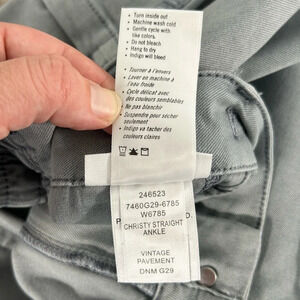 • Turn inside out
• Machine wash cold
• Gentle cycle with
like colors.
• Do not bleach
• Hang to dry
• Indigo will bleed
• Tourner à l'invers
• Laver en machine à
l'eau froide
• Cycle délicat avec
des couleurs semblables
• Ne pas blanchir
• Suspendre pour sécher
seulement
• Indigo va tacher des
couleurs claires
246523
7460G29-6785
W6785
CHRISTY STRAIGHT
ANKLE
VINTAGE
PAVEMENT
DNM G29